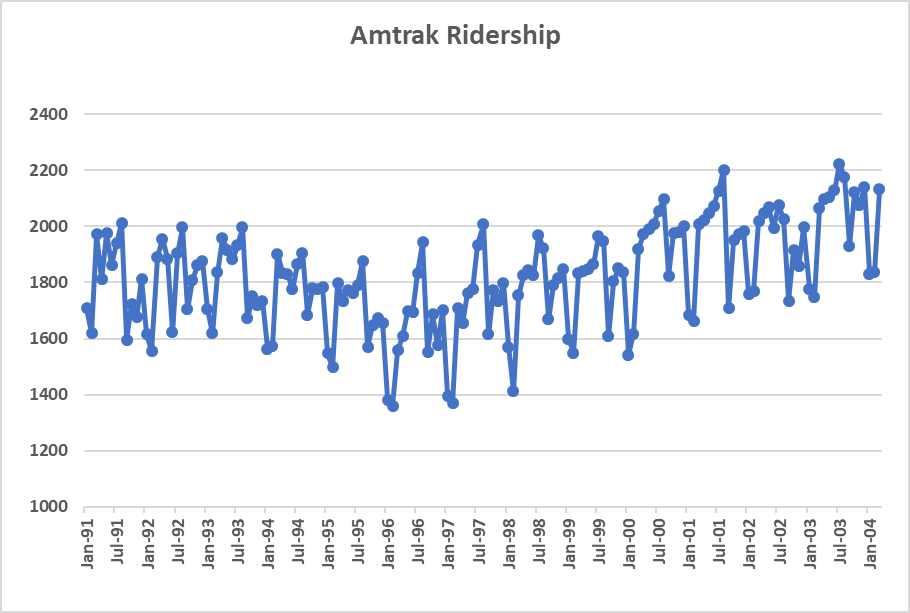 Amtrak Ridership
2400
2200
2000
1800
1600
1400
1200
1000
Jan-91
Jul-91
Jan-92
Jul-92
Jan-93
Jul-93
Jan-94
Jul-94
Jan-95
Jul-95
Jan-96
Jul-96
Jan-97
Jul-97
Jan-98
Jul-98
Jan-99
Jul-99
Jan-00
Jul-00
Jan-01
Jul-01
Jan-02
Jul-02
Jan-03
Jul-03
Jan-04